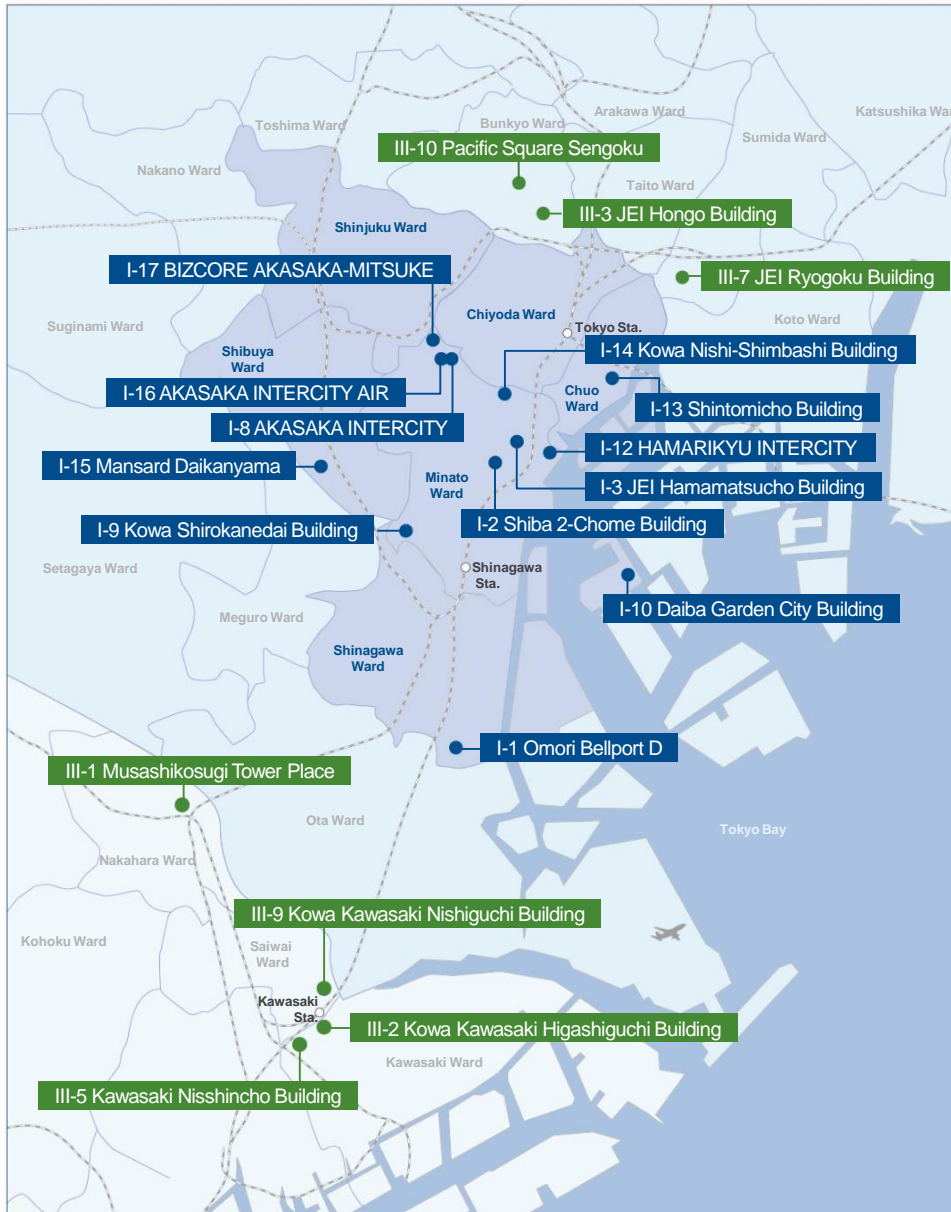 Arakawa Ward
Katsushika War
Toshima Ward
Bunkyo Ward
Sumida Ward
III-10 Pacific Square Sengoku
Nakano Ward
Taito Ward
III-3 JEI Hongo Building
Shinjuku Ward
I-17 BIZCORE AKASAKA-MITSUKE
III-7 JEI Ryogoku Building
Chiyoda Ward
Koto Ward
Suginami Ward
Tokyo Sta.
Shibuya
Ward
I-14 Kowa Nishi-Shimbashi Building
I-16 AKASAKA INTERCITY AIR
Chuo
Ward
I-13 Shintomicho Building
I-8 AKASAKA INTERCITY
I-12 HAMARIKYU INTERCITY
I-15 Mansard Daikanyama
Minato
Ward
I-3 JEI Hamamatsucho Building
I-9 Kowa Shirokanedai Building
I-2 Shiba 2-Chome Building
Setagaya Ward
Shinagawa
Sta.
I-10 Daiba Garden City Building
Meguro Ward
Shinagawa
Ward
I-1 Omori Bellport D
III-1 Musashikosugi Tower Place
Ota Ward
Tokyo Bay
Nakahara Ward
III-9 Kowa Kawasaki Nishiguchi Building
Kohoku Ward
Saiwai
Ward
Kawasaki
Sta.
III-2 Kowa Kawasaki Higashiguchi Building
Kawasaki Ward
III-5 Kawasaki Nisshincho Building